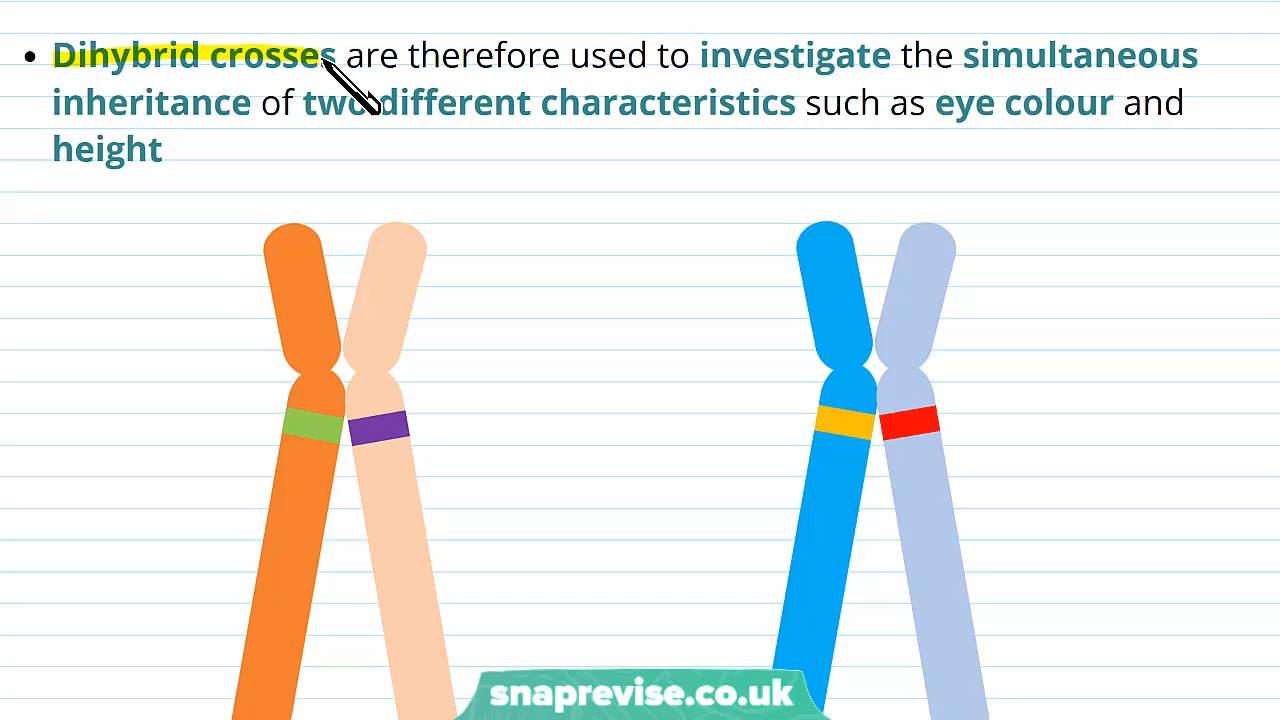 Dihybrid crosses are therefore used to investigate the simultaneous
inheritance of two different characteristics such as eye colour and
height
snaprevise.co.uk